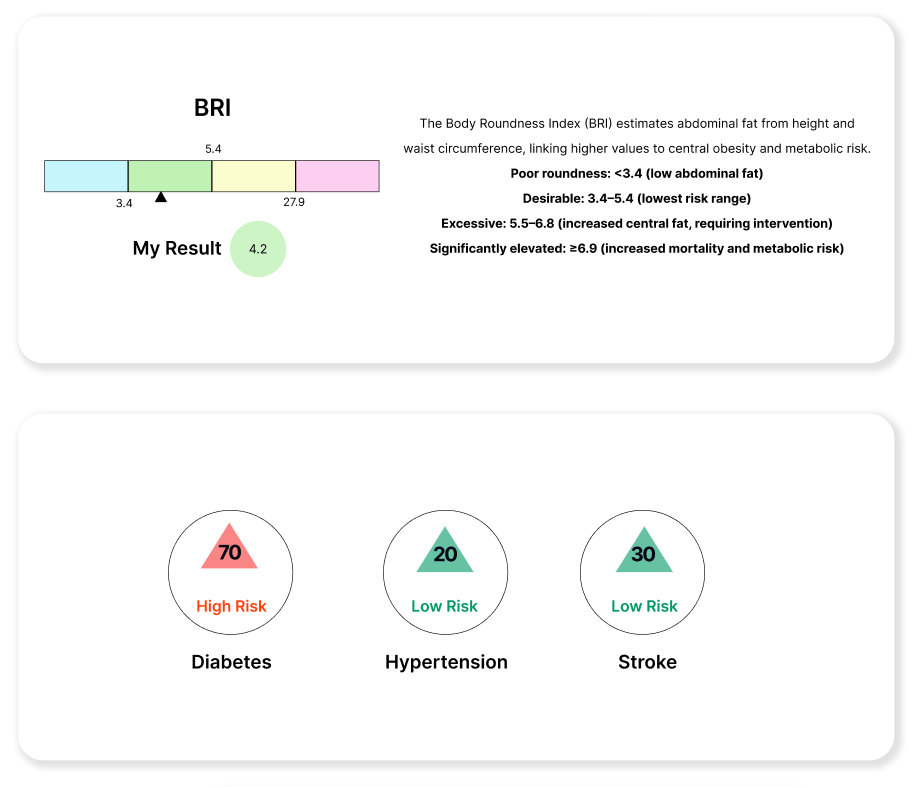 BRI
5.4
3.4
27.9
My Result
4.2
The Body Roundness Index (BRI) estimates abdominal fat from height and
waist circumference, linking higher values to central obesity and metabolic risk.
Poor roundness: <3.4 (low abdominal fat)
Desirable: 3.4–5.4 (lowest risk range)
Excessive: 5.5–6.8 (increased central fat, requiring intervention)
Significantly elevated: ≥6.9 (increased mortality and metabolic risk)
70
High Risk
Diabetes
20
Low Risk
Hypertension
30
Low Risk
Stroke